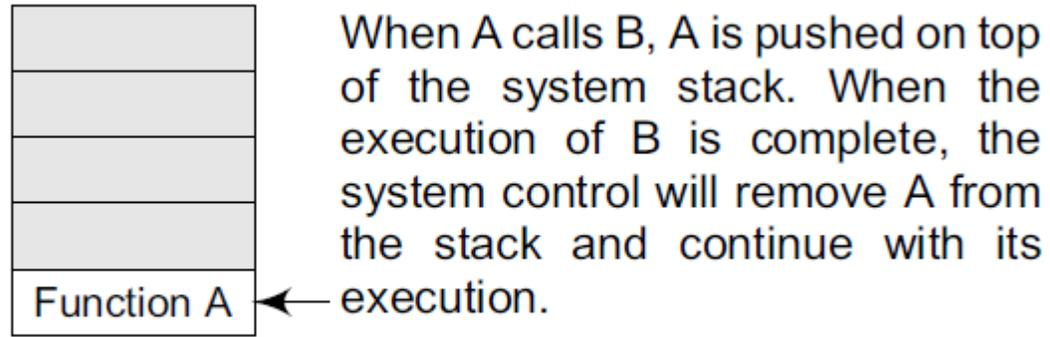 When A calls B, A is pushed on top
of the system stack. When the
execution of B is complete, the
system control will remove A from
the stack and continue with its
execution.
Function A